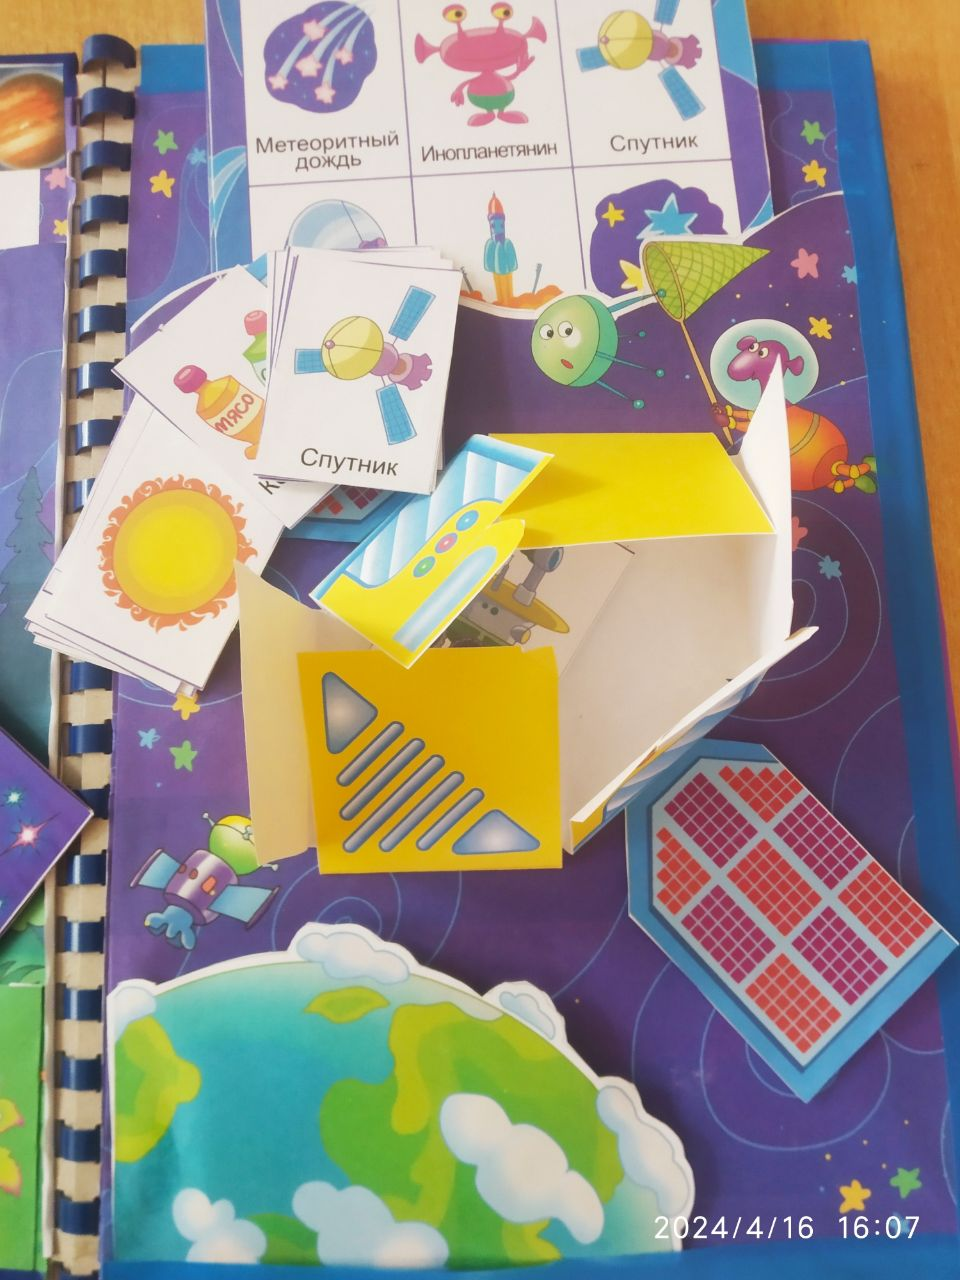 Метеоритный
дождь
Инопланетянин
Спутник
мясо
Спутник
2024/4/16 16:07